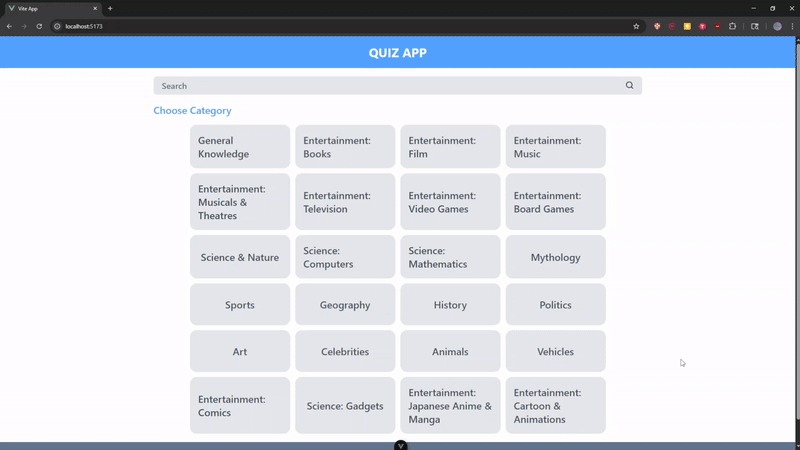 Vite App
localhost:5173
QUIZ APP
Search
Choose Category
General
Knowledge
Entertainment:
Books
Entertainment:
Film
Entertainment:
Music
Entertainment:
Musicals &
Theatres
Entertainment:
Television
Entertainment:
Video Games
Entertainment:
Board Games
Science & Nature
Science:
Computers
Science:
Mathematics
Mythology
Sports
Geography
History
Politics
Art
Celebrities
Animals
Vehicles
Entertainment:
Comics
Science: Gadgets
Entertainment:
Japanese Anime &
Manga
Entertainment:
Cartoon &
Animations